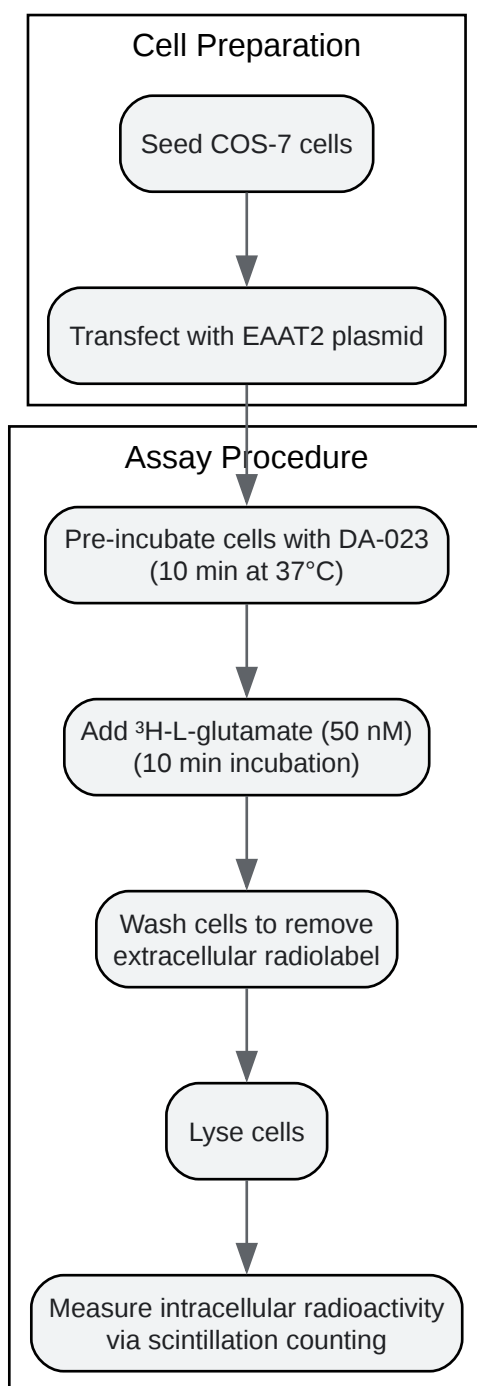 Cell Preparation
Seed COS-7 cells
Transfect with EAAT2 plasmid
Assay Procedure
Pre-incubate cells with DA-023
(10 min at 37°C)
Add ³H-L-glutamate (50 nM)
(10 min incubation)
Wash cells to remove
extracellular radiolabel
Lyse cells
Measure intracellular radioactivity
via scintillation counting